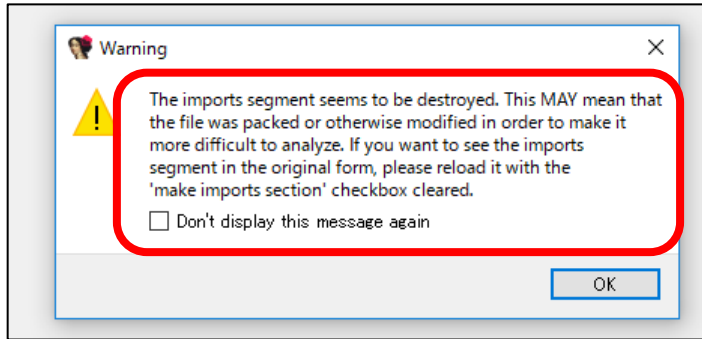 Warning
The imports segment seems to be destroyed. This MAY mean that
the file was packed or otherwise modified in order to make it
more difficult to analyze. If you want to see the imports
segment in the original form, please reload it with the
'make imports section' checkbox cleared.
Don't display this message again
OK